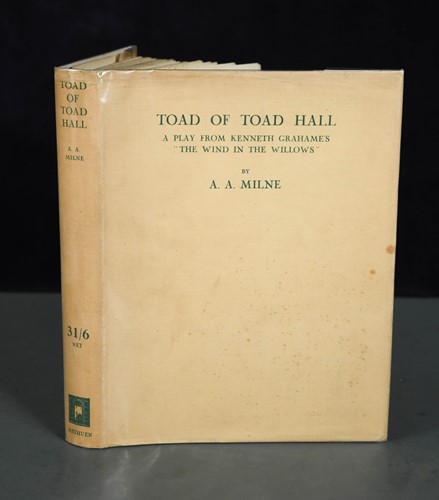 TOAD
OF
TOAD
HALL
A. A.
MILNE
31/6
NET
METHUEN
TOAD OF TOAD HALL
A PLAY FROM KENNETH GRAHAME'S
"THE WIND IN THE WILLOWS"
BY
A. A. MILNE